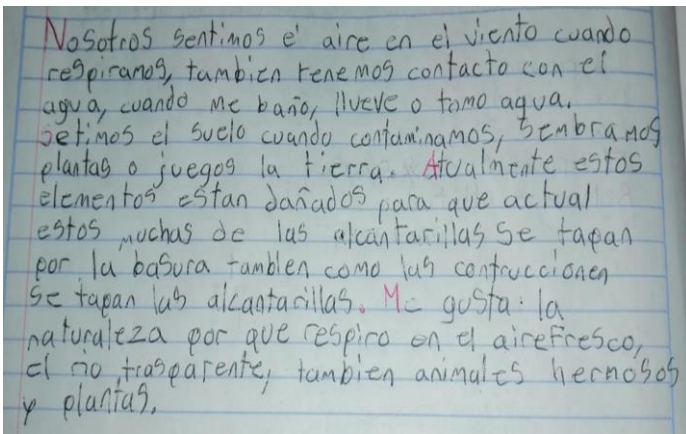 Nosotros sentimos e' aire en el viento cuando
respiramos, tambien tenemos contacto con el
agua, cuando me baño, llueve o tomo agua.
Setimos el suelo cuando contaminamos, sembramos
plantas o juegos la tierra. Atualmente estos
elementos estan dañados para que actual
estos muchas de las alcantarillas se tapan
por la basura tambien como las contrucciones
se tapan las alcantarillas. Me gusta la
naturaleza por que respiro en el airefresco,
el rio trasparente, tambien animales hermosos
y plantas.